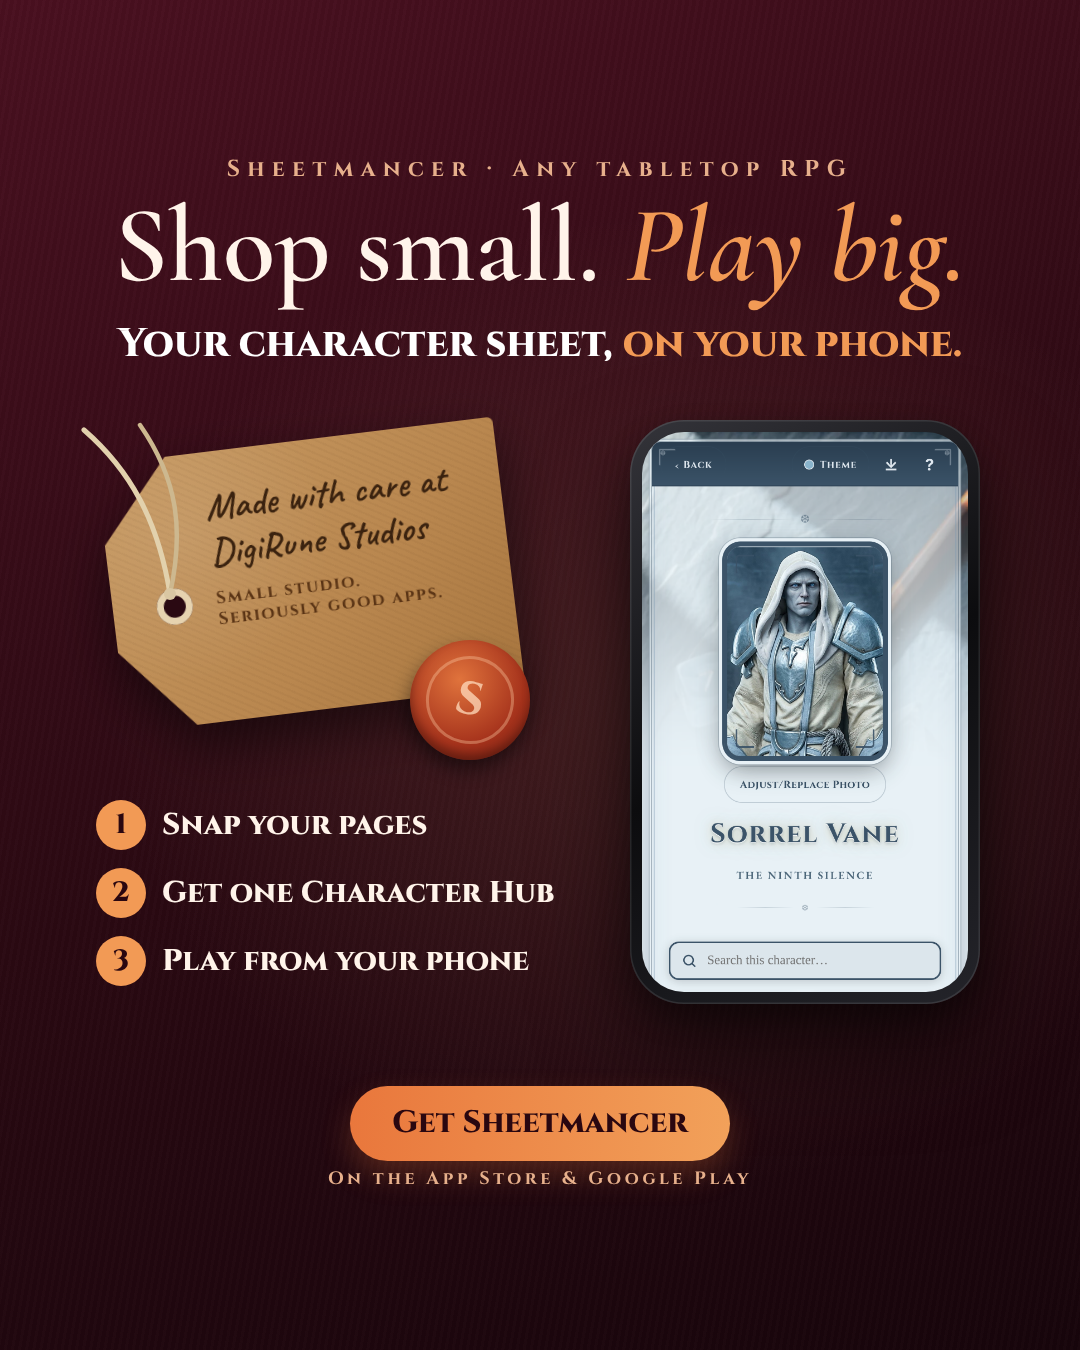 Sheetmancer · Any tabletop RPG
Shop small. Play big.
Your character sheet, on your phone.
Made with care at
DigiRune Studios
Small studio.
Seriously good apps.
S
1 Snap your pages
2 Get one Character Hub
3 Play from your phone
‹ Back Theme ?
Adjust/Replace Photo
Sorrel Vane
The Ninth Silence
Search this character…
Get Sheetmancer
On the App Store & Google Play